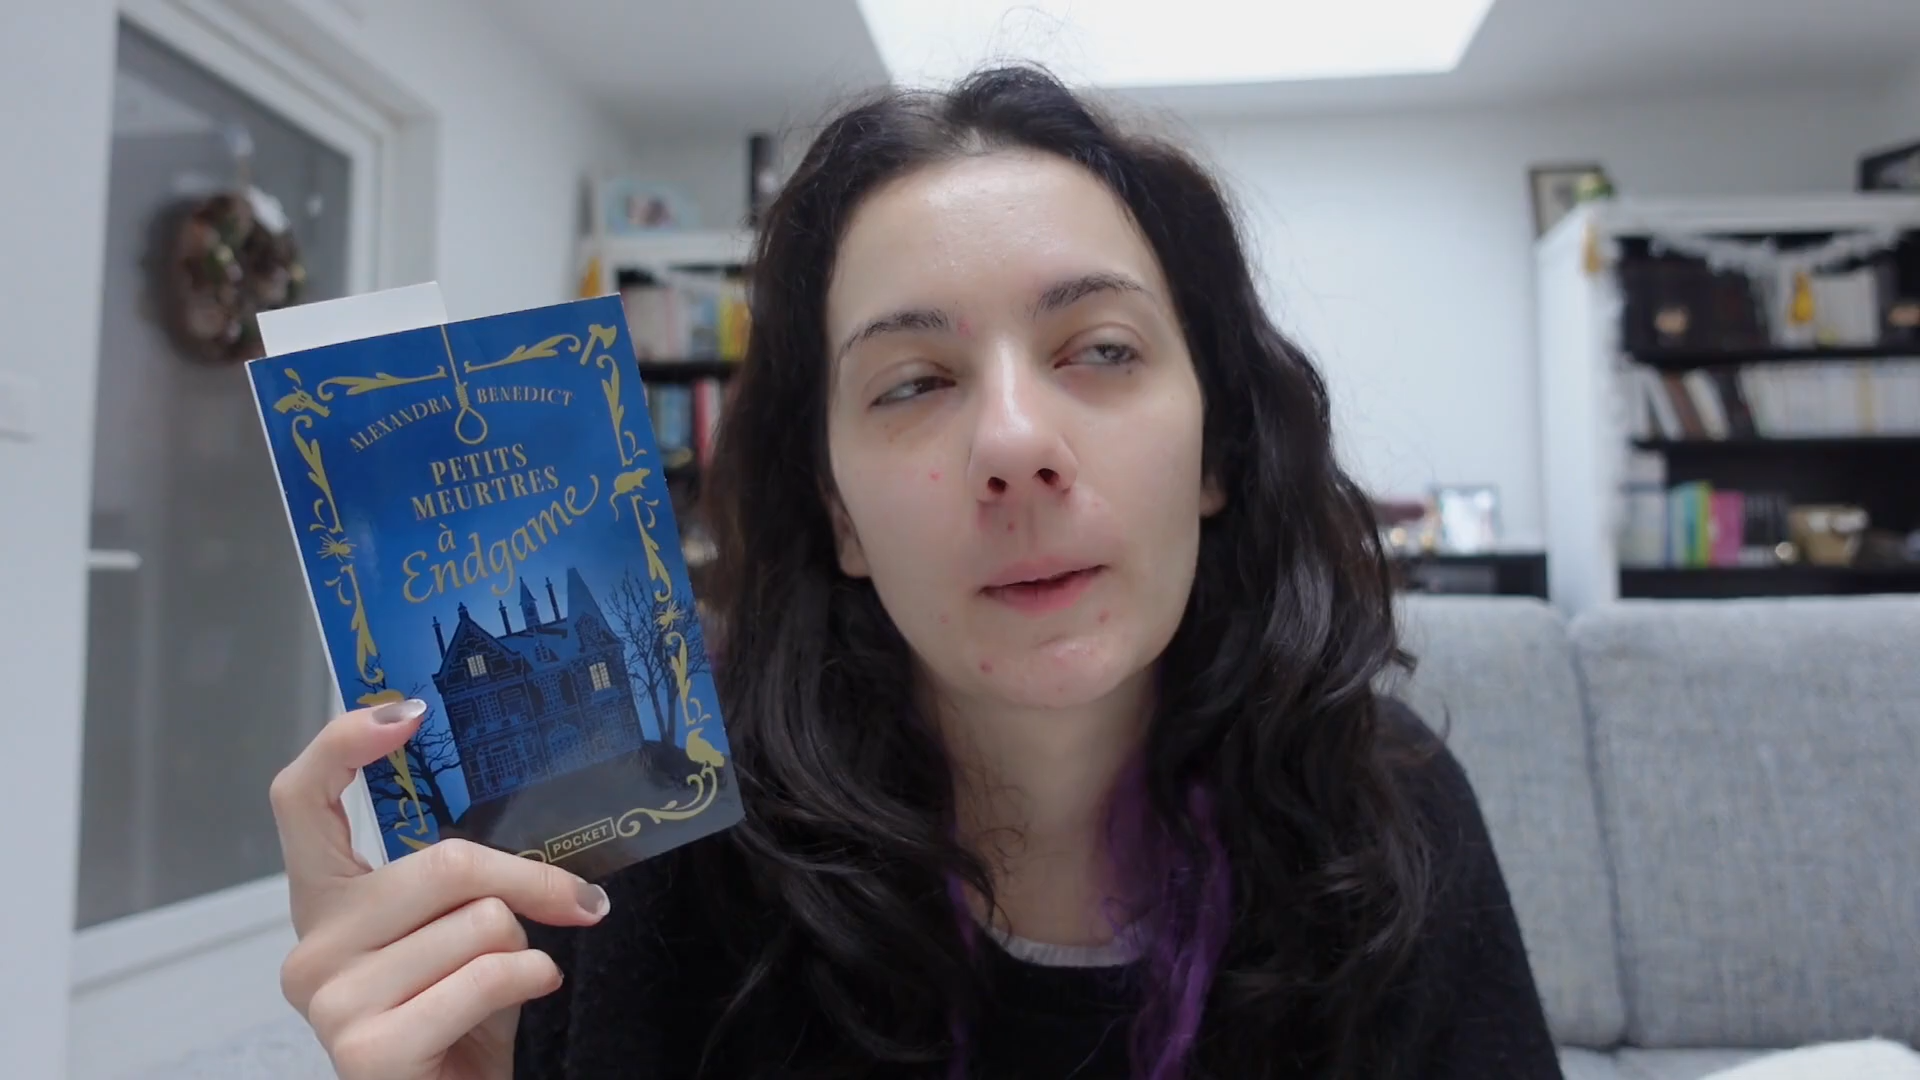 ALEXANDRA BENEDICT
PETITS
MEURTRES
à
Endgame
POCKET